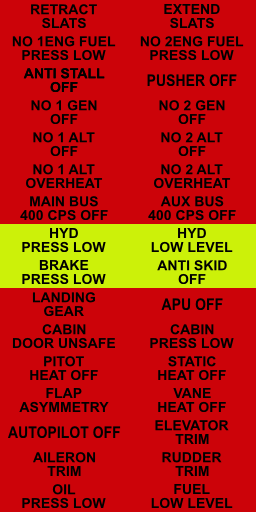 RETRACT
SLATS
EXTEND
SLATS
NO 1ENG FUEL
PRESS LOW
NO 2ENG FUEL
PRESS LOW
ANTI STALL
OFF
PUSHER OFF
NO 1 GEN
OFF
NO 2 GEN
OFF
NO 1 ALT
OFF
NO 2 ALT
OFF
NO 1 ALT
OVERHEAT
NO 2 ALT
OVERHEAT
MAIN BUS
400 CPS OFF
AUX BUS
400 CPS OFF
HYD
PRESS LOW
HYD
LOW LEVEL
BRAKE
PRESS LOW
ANTI SKID
OFF
LANDING
GEAR
APU OFF
CABIN
DOOR UNSAFE
CABIN
PRESS LOW
PITOT
HEAT OFF
STATIC
HEAT OFF
FLAP
ASYMMETRY
VANE
HEAT OFF
AUTOPILOT OFF
ELEVATOR
TRIM
AILERON
TRIM
RUDDER
TRIM
OIL
PRESS LOW
FUEL
LOW LEVEL